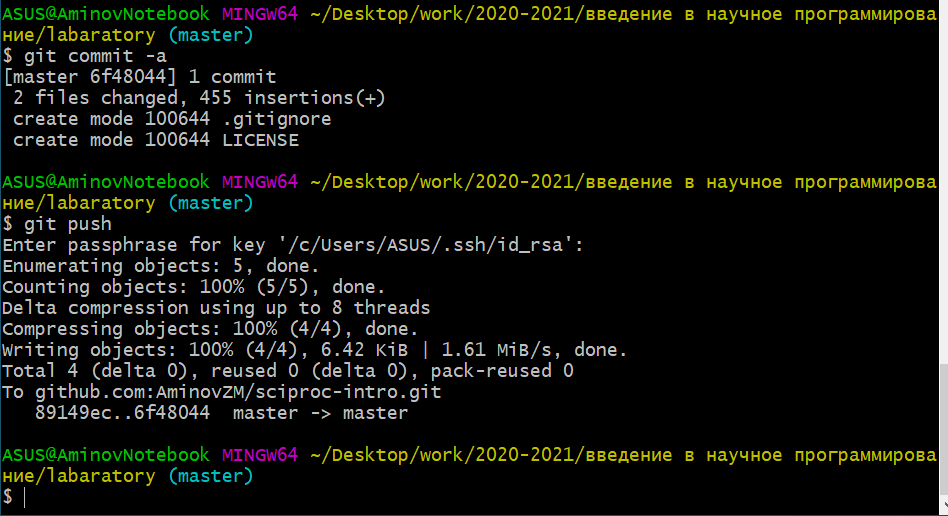 ASUS@AminovNotebook MINGW64 ~/Desktop/work/2020-2021/введение в научное программирова
ние/labaratory (master)
$ git commit -a
[master 6f48044] 1 commit
 2 files changed, 455 insertions(+)
 create mode 100644 .gitignore
 create mode 100644 LICENSE

ASUS@AminovNotebook MINGW64 ~/Desktop/work/2020-2021/введение в научное программирова
ние/labaratory (master)
$ git push
Enter passphrase for key '/c/Users/ASUS/.ssh/id_rsa':
Enumerating objects: 5, done.
Counting objects: 100% (5/5), done.
Delta compression using up to 8 threads
Compressing objects: 100% (4/4), done.
Writing objects: 100% (4/4), 6.42 KiB | 1.61 MiB/s, done.
Total 4 (delta 0), reused 0 (delta 0), pack-reused 0
To github.com:AminovZM/sciproc-intro.git
   89149ec..6f48044  master -> master

ASUS@AminovNotebook MINGW64 ~/Desktop/work/2020-2021/введение в научное программирова
ние/labaratory (master)
$